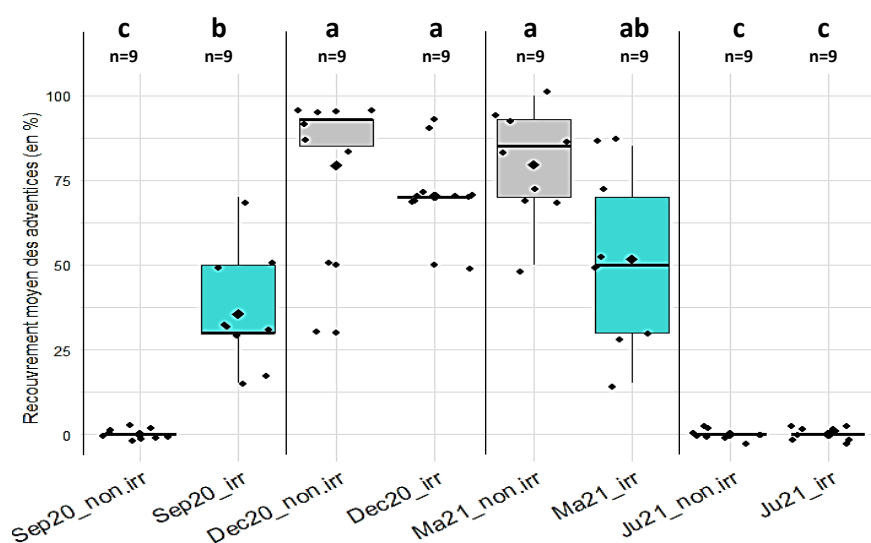 c b a a a ab c c
n=9 n=9 n=9 n=9 n=9 n=9 n=9 n=9
Recouvrement moyen des adventices (en %)
100
75
50
25
0
Sep20_non.irr
Sep20_irr
Dec20_non.irr
Dec20_irr
Ma21_non.irr
Ma21_irr
Ju21_non.irr
Ju21_irr